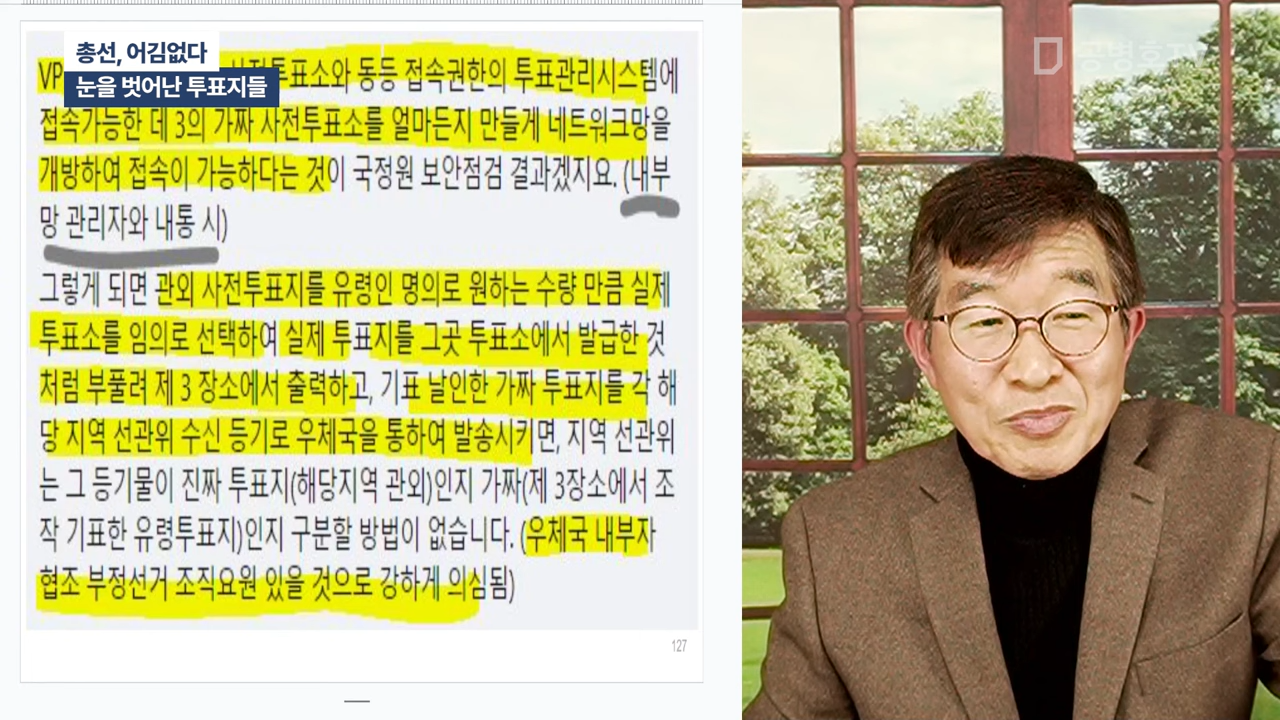 총선, 어김없다
눈을 벗어난 투표지들
공병호TV
VP 사전투표소와 동등 접속권한의 투표관리시스템에
접속가능한 데 3의 가짜 사전투표소를 얼마든지 만들게 네트워크망을
개방하여 접속이 가능하다는 것이 국정원 보안점검 결과겠지요. (내부
망 관리자와 내통 시)
그렇게 되면 관외 사전투표지를 유령인 명의로 원하는 수량 만큼 실제
투표소를 임의로 선택하여 실제 투표지를 그곳 투표소에서 발급한 것
처럼 부풀려 제 3 장소에서 출력하고, 기표 날인한 가짜 투표지를 각 해
당 지역 선관위 수신 등기로 우체국을 통하여 발송시키면, 지역 선관위
는 그 등기물이 진짜 투표지(해당지역 관외)인지 가짜(제 3장소에서 조
작 기표한 유령투표지)인지 구분할 방법이 없습니다. (우체국 내부자
협조 부정선거 조직요원 있을 것으로 강하게 의심됨)
127